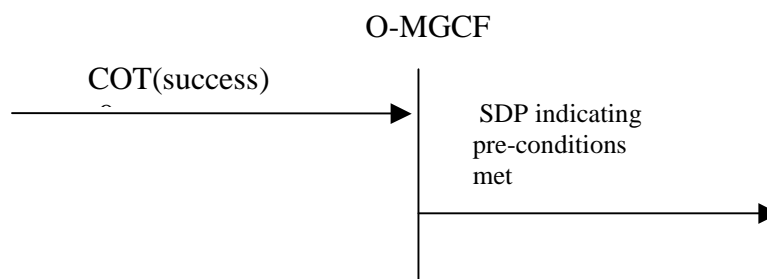 O-MGCF
COT(success)
SDP indicating
pre-conditions
met